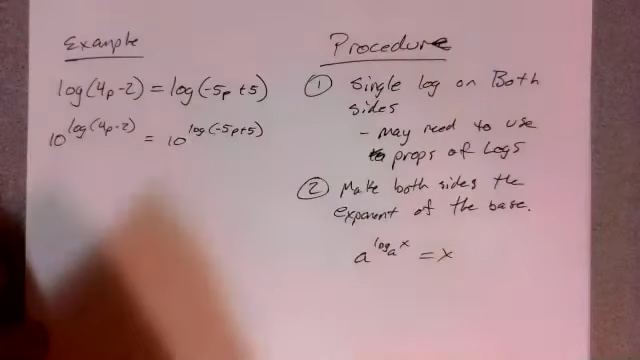 Example
log(4p-2) = log(-5p+5)
10^log(4p-2) = 10^log(-5p+5)
Procedure
① Single log on Both
sides
- may need to use
props of Logs
② Make both sides the
exponent of the base.
a^log_a x = x